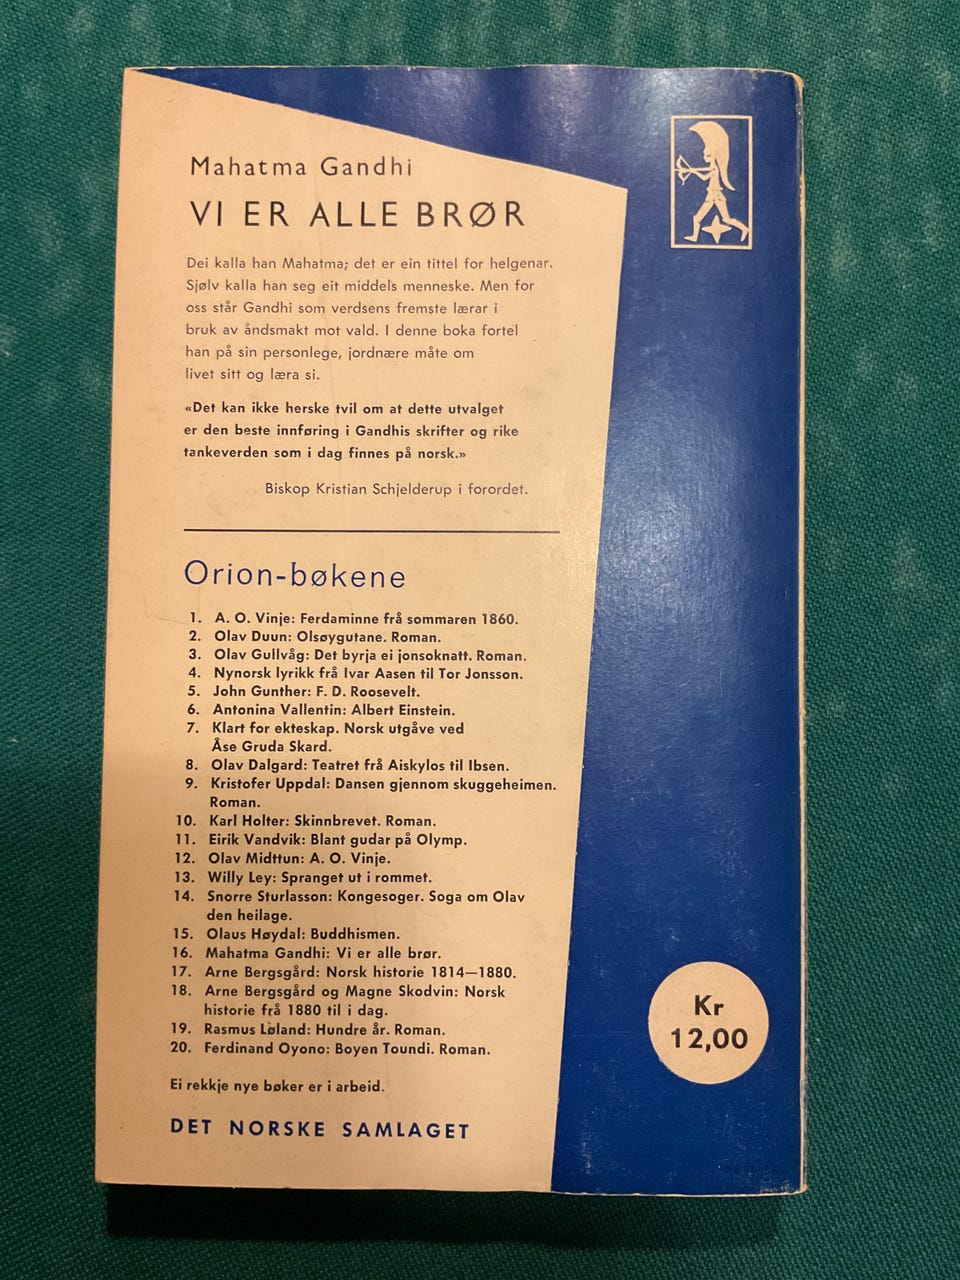 Mahatma Gandhi
VI ER ALLE BRØR
Dei kalla han Mahatma; det er ein tittel for helgenar.
Sjølv kalla han seg eit middels menneske. Men for
oss står Gandhi som verdsens fremste lærar i
bruk av åndsmakt mot vald. I denne boka fortel
han på sin personlege, jordnære måte om
livet sitt og læra si.
«Det kan ikke herske tvil om at dette utvalget
er den beste innføring i Gandhis skrifter og rike
tankeverden som i dag finnes på norsk.»
Biskop Kristian Schjelderup i forordet.
Orion-bøkene
1. A. O. Vinje: Ferdaminne frå sommaren 1860.
2. Olav Duun: Olsøygutane. Roman.
3. Olav Gullvåg: Det byrja ei jonsoknatt. Roman.
4. Nynorsk lyrikk frå Ivar Aasen til Tor Jonsson.
5. John Gunther: F. D. Roosevelt.
6. Antonina Vallentin: Albert Einstein.
7. Klart for ekteskap. Norsk utgåve ved
Åse Gruda Skard.
8. Olav Dalgard: Teatret frå Aiskylos til Ibsen.
9. Kristofer Uppdal: Dansen gjennom skuggeheimen.
Roman.
10. Karl Holter: Skinnbrevet. Roman.
11. Eirik Vandvik: Blant gudar på Olymp.
12. Olav Midttun: A. O. Vinje.
13. Willy Ley: Spranget ut i rommet.
14. Snorre Sturlasson: Kongesoger. Soga om Olav
den heilage.
15. Olaus Høydal: Buddhismen.
16. Mahatma Gandhi: Vi er alle brør.
17. Arne Bergsgård: Norsk historie 1814—1880.
18. Arne Bergsgård og Magne Skodvin: Norsk
historie frå 1880 til i dag.
19. Rasmus Løland: Hundre år. Roman.
20. Ferdinand Oyono: Boyen Toundi. Roman.
Ei rekkje nye bøker er i arbeid.
DET NORSKE SAMLAGET
Kr
12,00